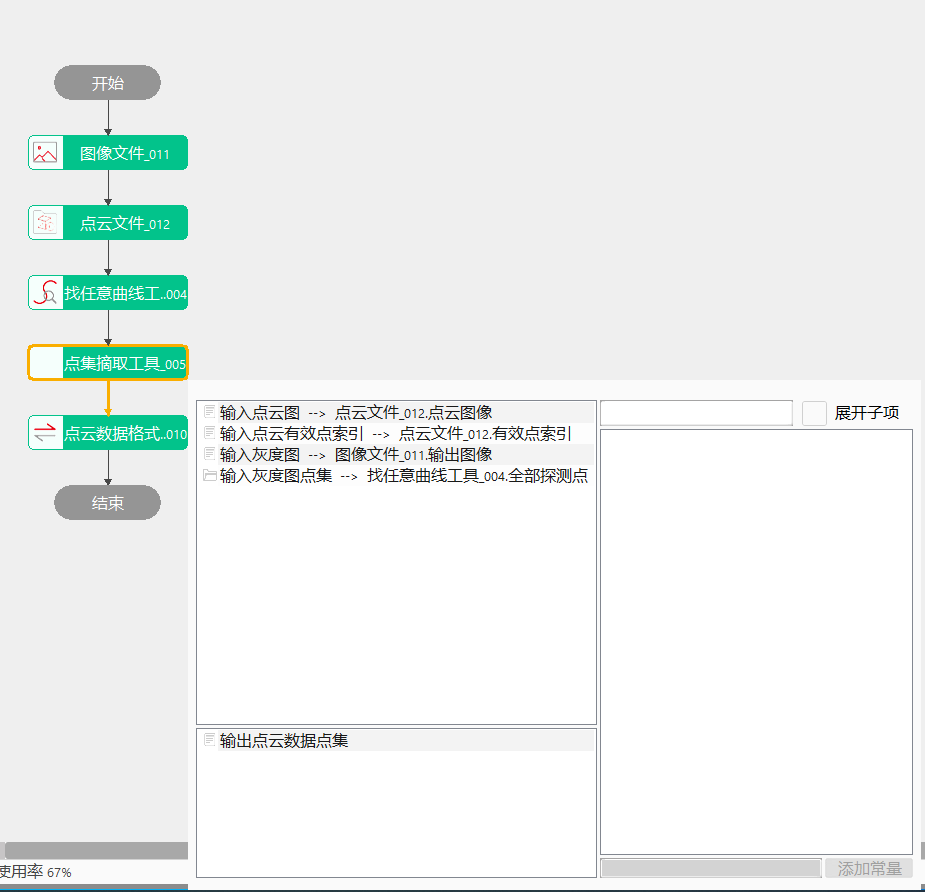 开始
图像文件_011
点云文件_012
找任意曲线工..004
点集摘取工具_005
点云数据格式..010
结束
输入点云图 --> 点云文件_012.点云图像
输入点云有效点索引 --> 点云文件_012.有效点索引
输入灰度图 --> 图像文件_011.输出图像
输入灰度图点集 --> 找任意曲线工具_004.全部探测点
展开子项
输出点云数据点集
添加常量
使用率 67%